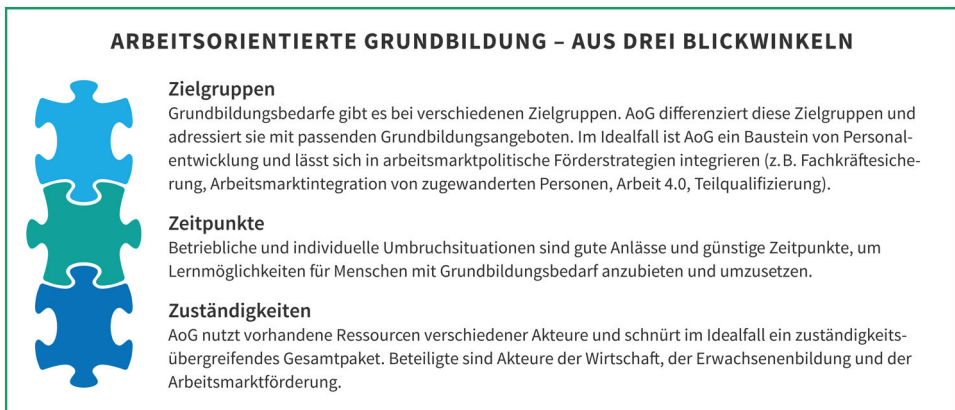 ARBEITSORIENTIERTE GRUNDBILDUNG – AUS DREI BLICKWINKELN
Zielgruppen
Grundbildungsbedarfe gibt es bei verschiedenen Zielgruppen. AoG differenziert diese Zielgruppen und
adressiert sie mit passenden Grundbildungsangeboten. Im Idealfall ist AoG ein Baustein von Personal-
entwicklung und lässt sich in arbeitsmarktpolitische Förderstrategien integrieren (z.B. Fachkräftesiche-
rung, Arbeitsmarktintegration von zugewanderten Personen, Arbeit 4.0, Teilqualifizierung).
Zeitpunkte
Betriebliche und individuelle Umbruchsituationen sind gute Anlässe und günstige Zeitpunkte, um
Lernmöglichkeiten für Menschen mit Grundbildungsbedarf anzubieten und umzusetzen.
Zuständigkeiten
AoG nutzt vorhandene Ressourcen verschiedener Akteure und schnürt im Idealfall ein zuständigkeits-
übergreifendes Gesamtpaket. Beteiligte sind Akteure der Wirtschaft, der Erwachsenenbildung und der
Arbeitsmarktförderung.